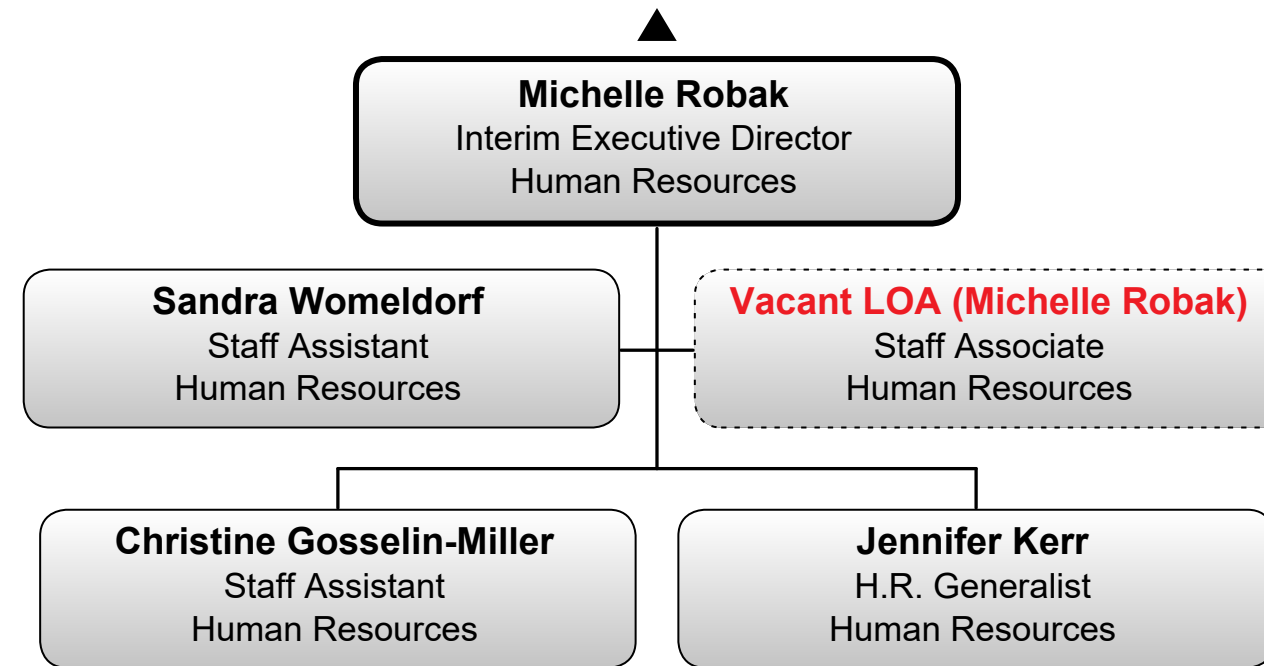 Michelle Robak
Interim Executive Director
Human Resources
Sandra Womeldorf
Staff Assistant
Human Resources
Vacant LOA (Michelle Robak)
Staff Associate
Human Resources
Christine Gosselin-Miller
Staff Assistant
Human Resources
Jennifer Kerr
H.R. Generalist
Human Resources